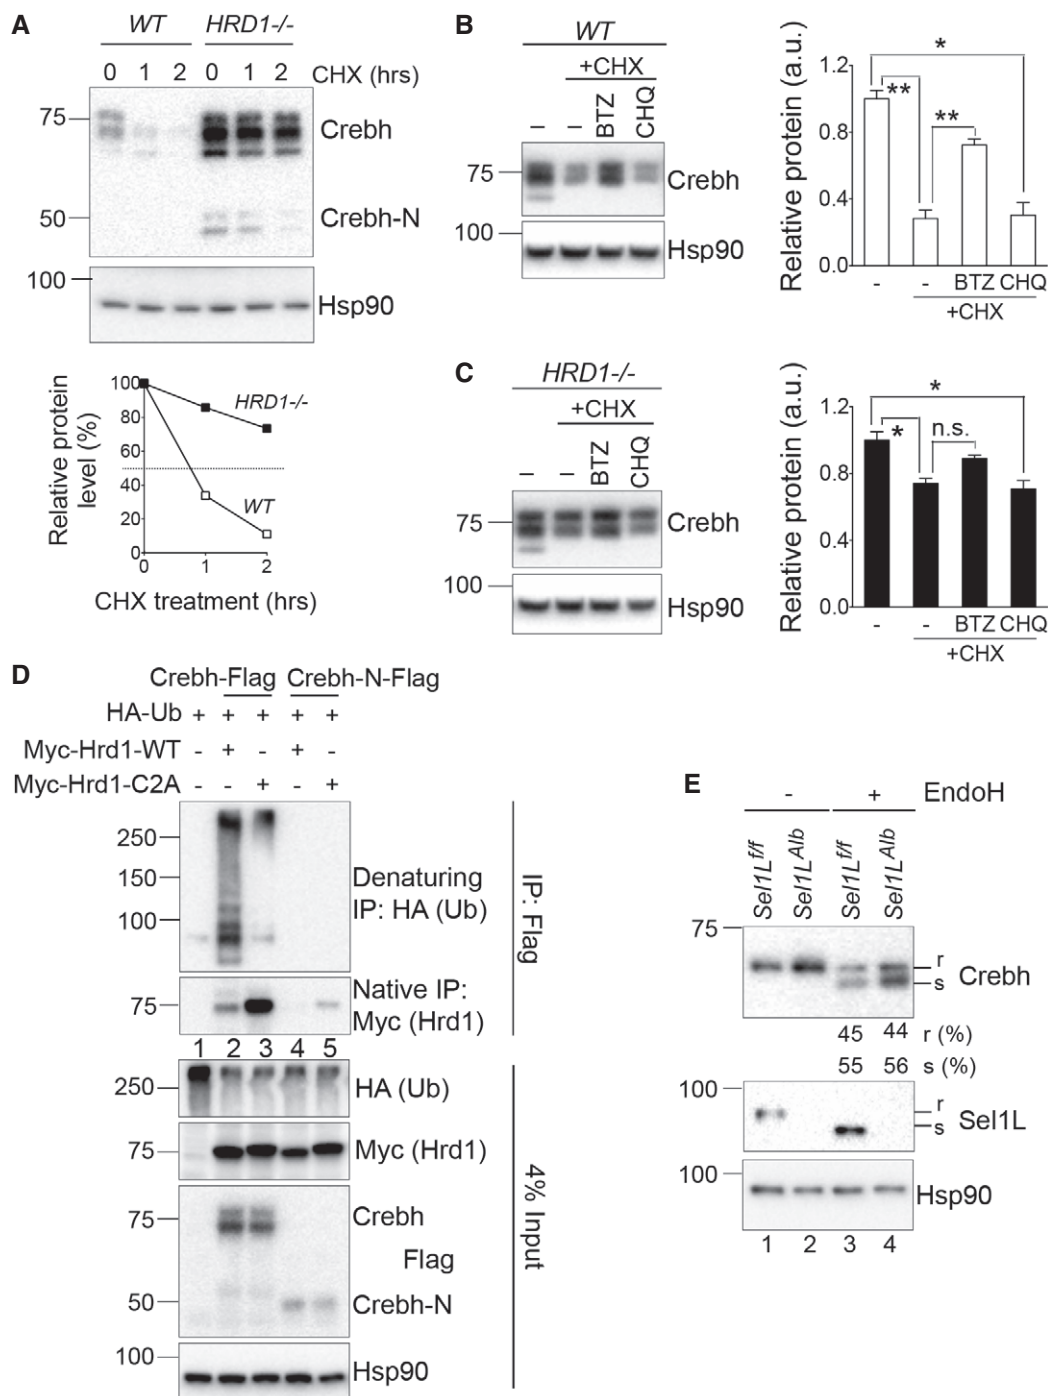 A
WT HRD1-/-
0 1 2 0 1 2 CHX (hrs)
75
Crebh
50
Crebh-N
100
Hsp90
Relative protein level (%)
100
80
60
40
20
0
HRD1-/-
WT
0 1 2
CHX treatment (hrs)
B
WT
+CHX
– – BTZ CHQ
75
Crebh
100
Hsp90
Relative protein (a.u.)
1.2
0.8
0.4
0.0
*
**
**
- - BTZ CHQ
+CHX
C
HRD1-/-
+CHX
– – BTZ CHQ
75
Crebh
100
Hsp90
Relative protein (a.u.)
1.2
0.8
0.4
0.0
*
*
n.s.
- - BTZ CHQ
+CHX
D
Crebh-Flag Crebh-N-Flag
HA-Ub + + + + +
Myc-Hrd1-WT - + - + -
Myc-Hrd1-C2A - - + - +
250
150
100
Denaturing
IP: HA (Ub)
75
Native IP:
Myc (Hrd1)
IP: Flag
1 2 3 4 5
250
HA (Ub)
75
Myc (Hrd1)
75
Crebh
Flag
50
Crebh-N
100
Hsp90
4% Input
E
- + EndoH
Sel1L^f/f Sel1L^Alb Sel1L^f/f Sel1L^Alb
75
r
s
Crebh
45 44 r (%)
55 56 s (%)
100
r
s
Sel1L
100
Hsp90
1 2 3 4